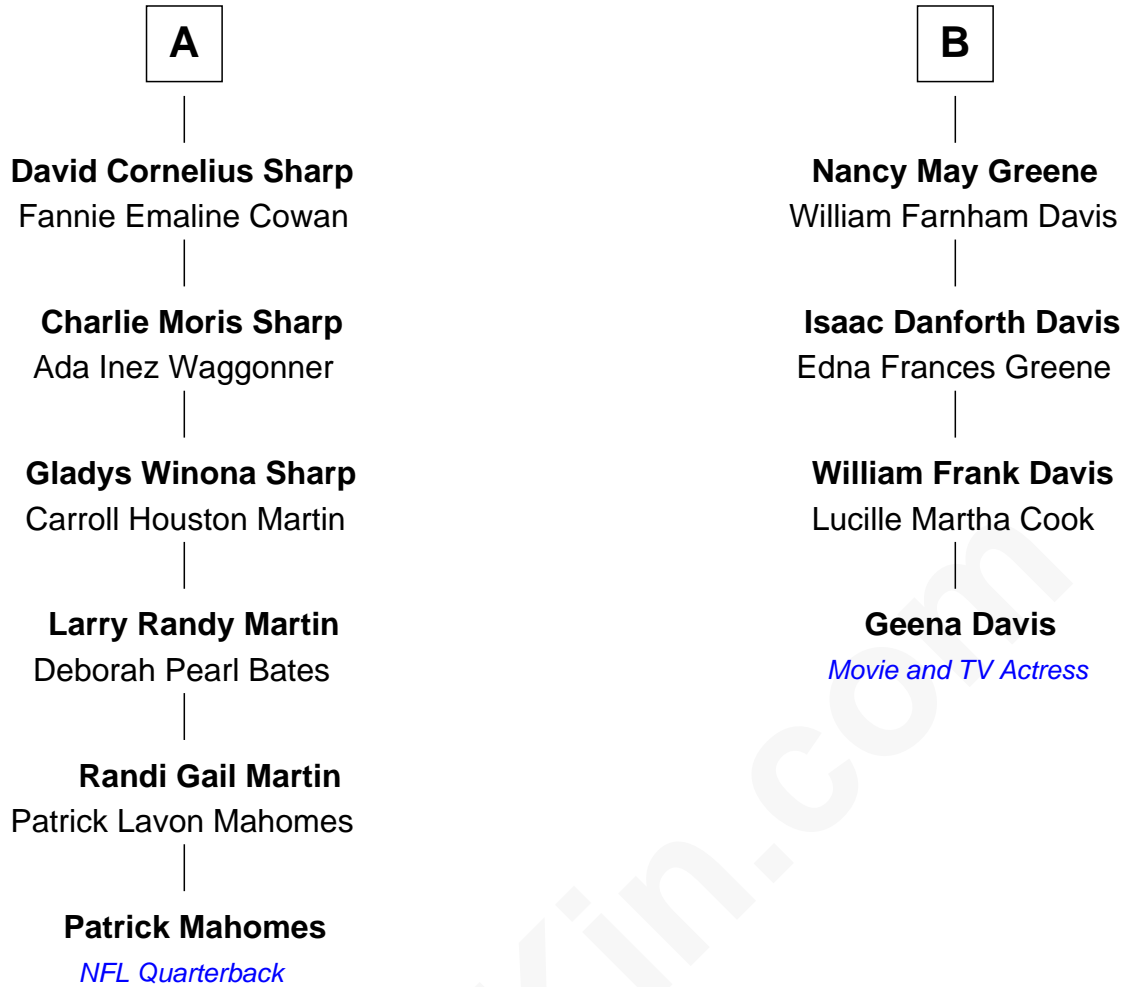 A
David Cornelius Sharp
Fannie Emaline Cowan
Charlie Moris Sharp
Ada Inez Waggonner
Gladys Winona Sharp
Carroll Houston Martin
Larry Randy Martin
Deborah Pearl Bates
Randi Gail Martin
Patrick Lavon Mahomes
Patrick Mahomes
NFL Quarterback
B
Nancy May Greene
William Farnham Davis
Isaac Danforth Davis
Edna Frances Greene
William Frank Davis
Lucille Martha Cook
Geena Davis
Movie and TV Actress
Kin.com